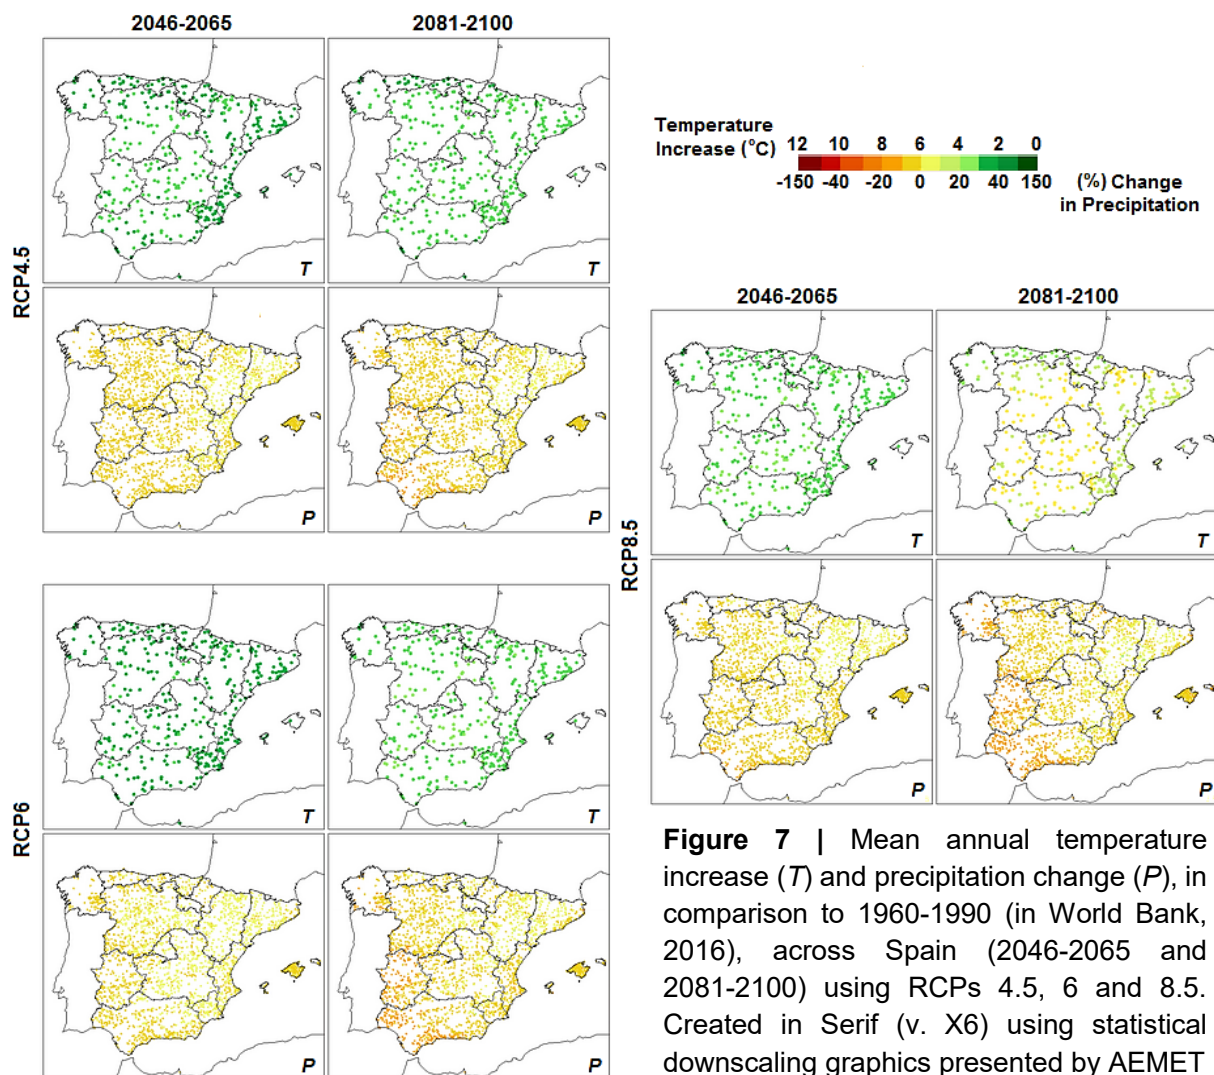 2046-2065 2081-2100
RCP4.5
T T
P P
RCP6
T T
P P
Temperature
Increase (°C) 12 10 8 6 4 2 0
-150 -40 -20 0 20 40 150 (%) Change
in Precipitation
2046-2065 2081-2100
RCP8.5
T T
P P
Figure 7 | Mean annual temperature
increase (T) and precipitation change (P), in
comparison to 1960-1990 (in World Bank,
2016), across Spain (2046-2065 and
2081-2100) using RCPs 4.5, 6 and 8.5.
Created in Serif (v. X6) using statistical
downscaling graphics presented by AEMET